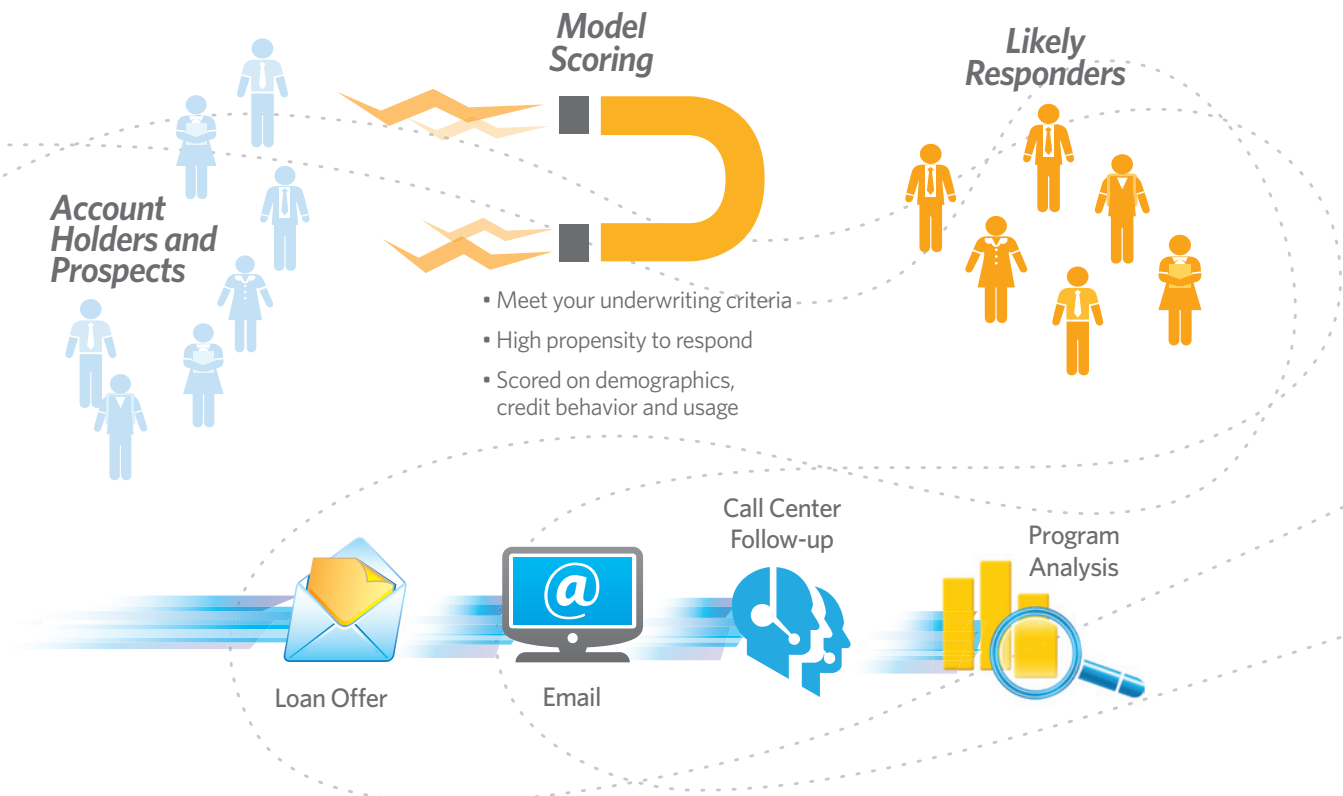 Model
Scoring
Likely
Responders
Account
Holders and
Prospects
• Meet your underwriting criteria
• High propensity to respond
• Scored on demographics,
credit behavior and usage
Call Center
Follow-up
Program
Analysis
@
Loan Offer
Email